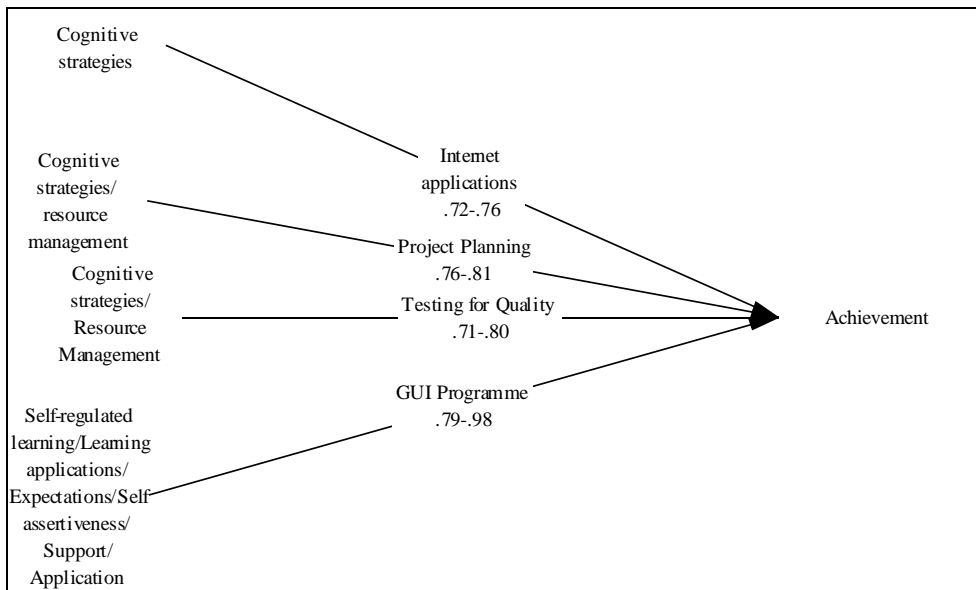 Cognitive
strategies
Cognitive
strategies/
resource
management
Cognitive
strategies/
Resource
Management
Self-regulated
learning/Learning
applications/
Expectations/Self
assertiveness/
Support/
Application
Internet
applications
.72-.76
Project Planning
.76-.81
Testing for Quality
.71-.80
GUI Programme
.79-.98
Achievement